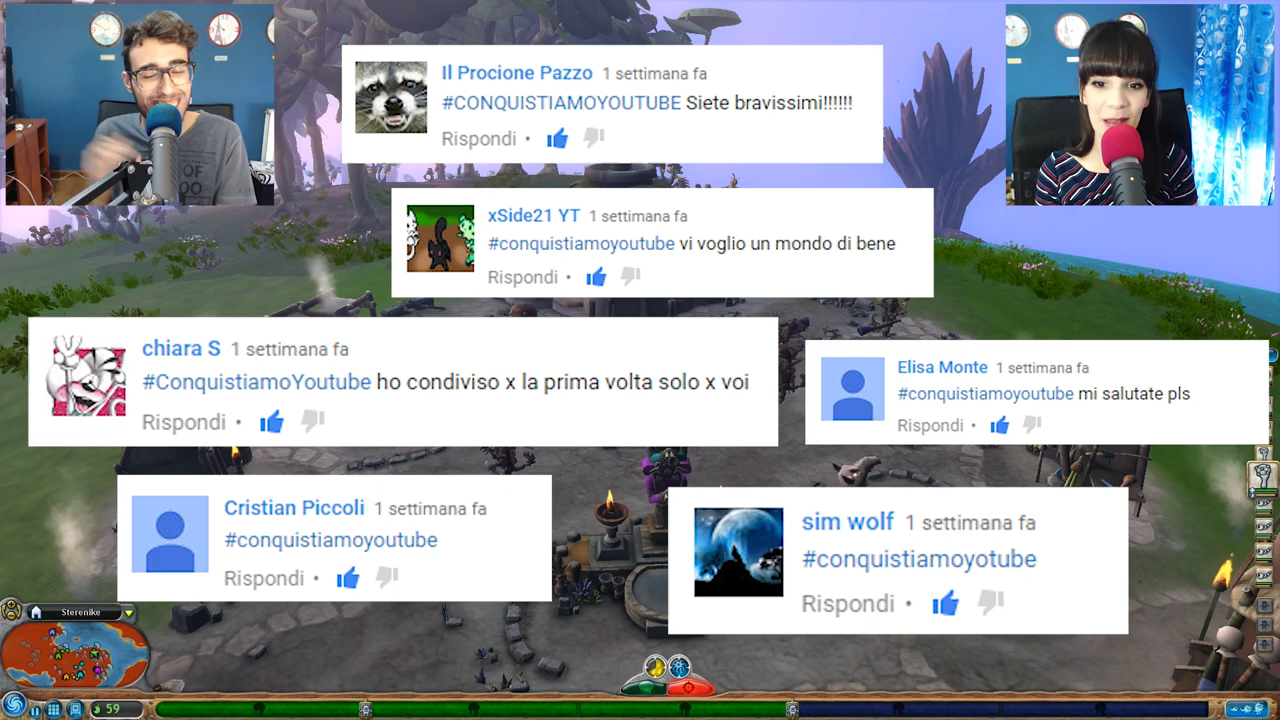 Il Procione Pazzo 1 settimana fa
#CONQUISTIAMOYOUTUBE Siete bravissimi!!!!!!
Rispondi •
xSide21 YT 1 settimana fa
#conquistiamoyoutube vi voglio un mondo di bene
Rispondi •
chiara S 1 settimana fa
#ConquistiamoYoutube ho condiviso x la prima volta solo x voi
Rispondi •
Elisa Monte 1 settimana fa
#conquistiamoyoutube mi salutate pls
Rispondi •
Cristian Piccoli 1 settimana fa
#conquistiamoyoutube
Rispondi •
sim wolf 1 settimana fa
#conquistiamoyotube
Rispondi •
Sterenike
59